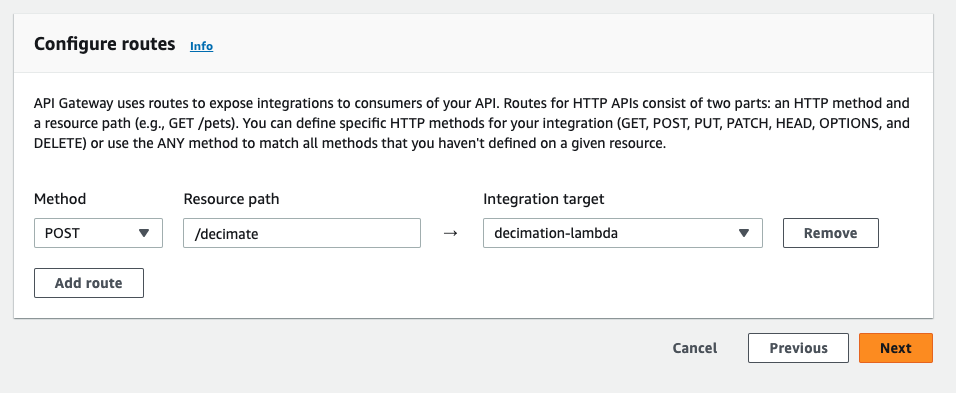 Configure routes Info
API Gateway uses routes to expose integrations to consumers of your API. Routes for HTTP APIs consist of two parts: an HTTP method and
a resource path (e.g., GET /pets). You can define specific HTTP methods for your integration (GET, POST, PUT, PATCH, HEAD, OPTIONS, and
DELETE) or use the ANY method to match all methods that you haven't defined on a given resource.
Method Resource path Integration target
POST /decimate → decimation-lambda Remove
Add route
Cancel Previous Next